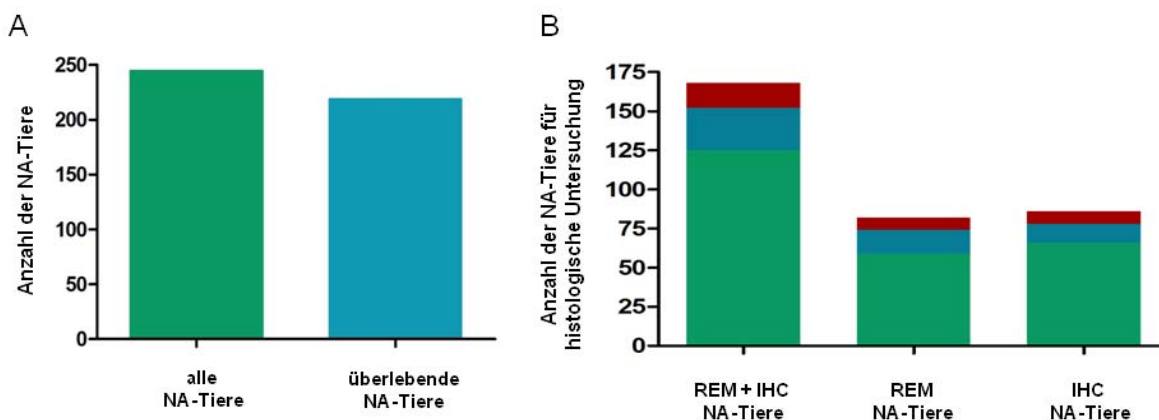 A
Anzahl der NA-Tiere
250
200
150
100
50
0
alle
NA-Tiere
überlebende
NA-Tiere
B
Anzahl der NA-Tiere für
histologische Untersuchung
175
150
125
100
75
50
25
0
REM + IHC
NA-Tiere
REM
NA-Tiere
IHC
NA-Tiere